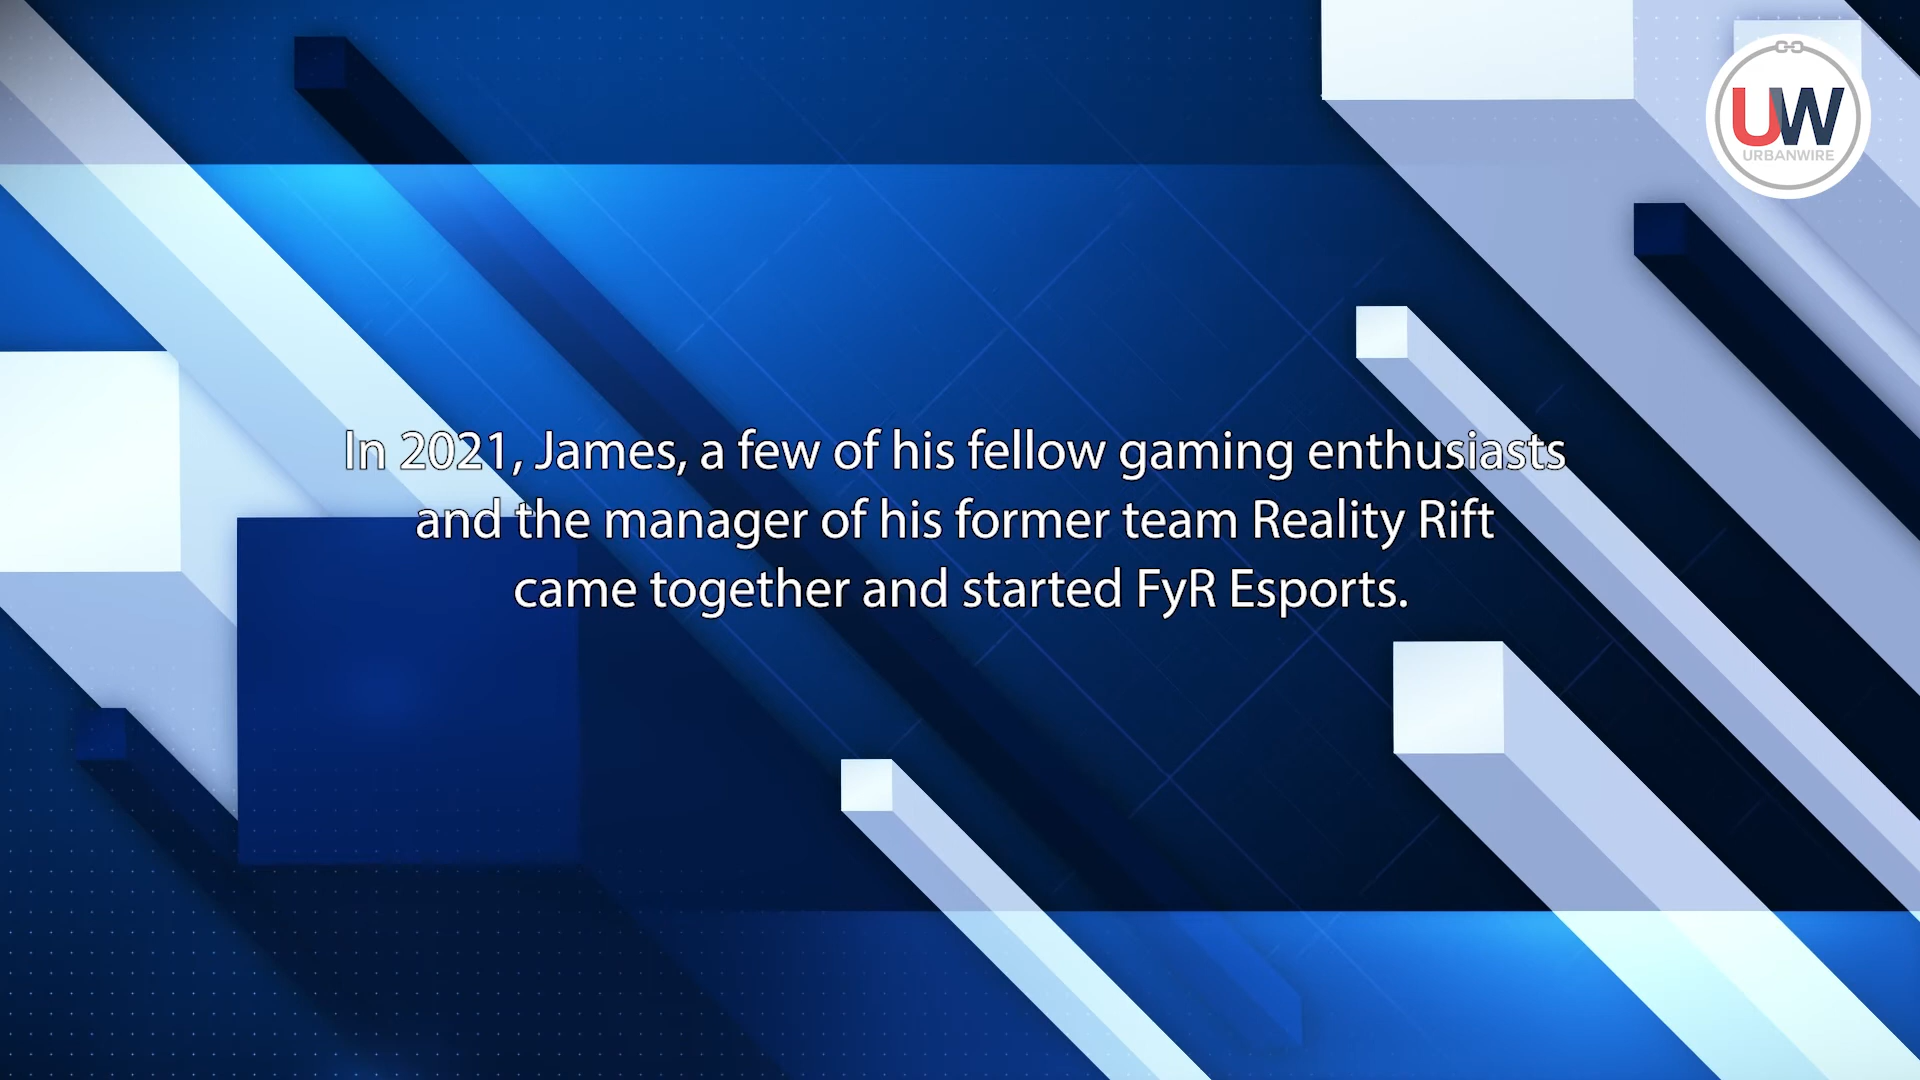 UW
URBANWIRE
In 2021, James, a few of his fellow gaming enthusiasts
and the manager of his former team Reality Rift
came together and started FyR Esports.